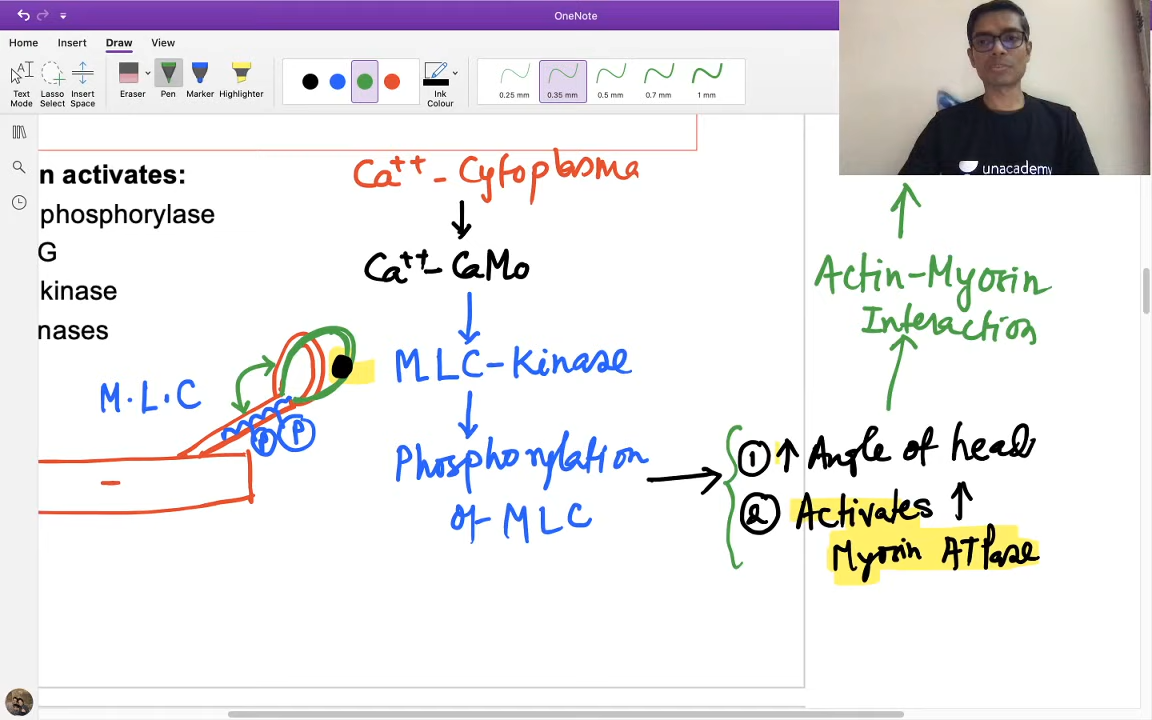 OneNote
Home Insert Draw View
Text Mode
Lasso Select
Insert Space
Eraser
Pen
Marker
Highlighter
Ink Colour
0.25 mm
0.35 mm
0.5 mm
0.7 mm
1 mm
unacademy
n activates:
phosphorylase
G
kinase
nases
Ca++ - Cytoplasma
Ca++ - CaMo
MLC-Kinase
Phosphorylation
of MLC
M.L.C
P P
-
① ↑ Angle of head
② Activates ↑
Myosin ATPase
Actin-Myosin
Interaction